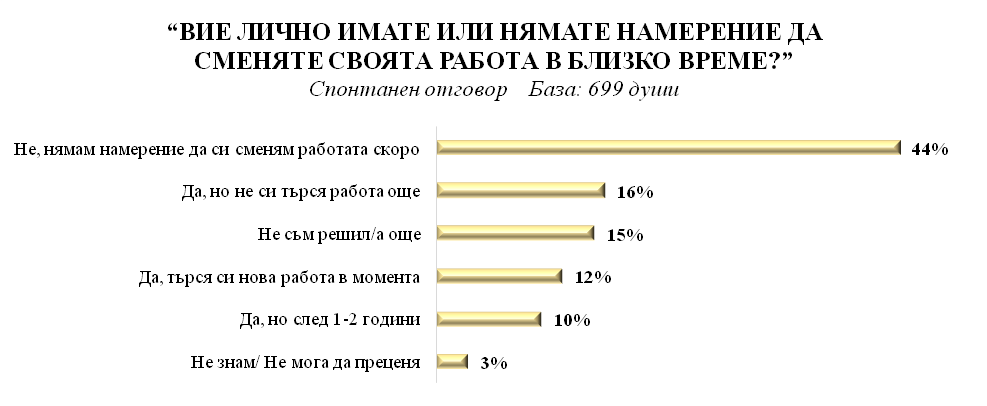 “ВИЕ ЛИЧНО ИМАТЕ ИЛИ НЯМАТЕ НАМЕРЕНИЕ ДА
СМЕНЯТЕ СВОЯТА РАБОТА В БЛИЗКО ВРЕМЕ?”
Спонтанен отговор База: 699 души
Не, нямам намерение да си сменям работата скоро 44%
Да, но не си търся работа още 16%
Не съм решил/а още 15%
Да, търся си нова работа в момента 12%
Да, но след 1-2 години 10%
Не знам/ Не мога да преценя 3%